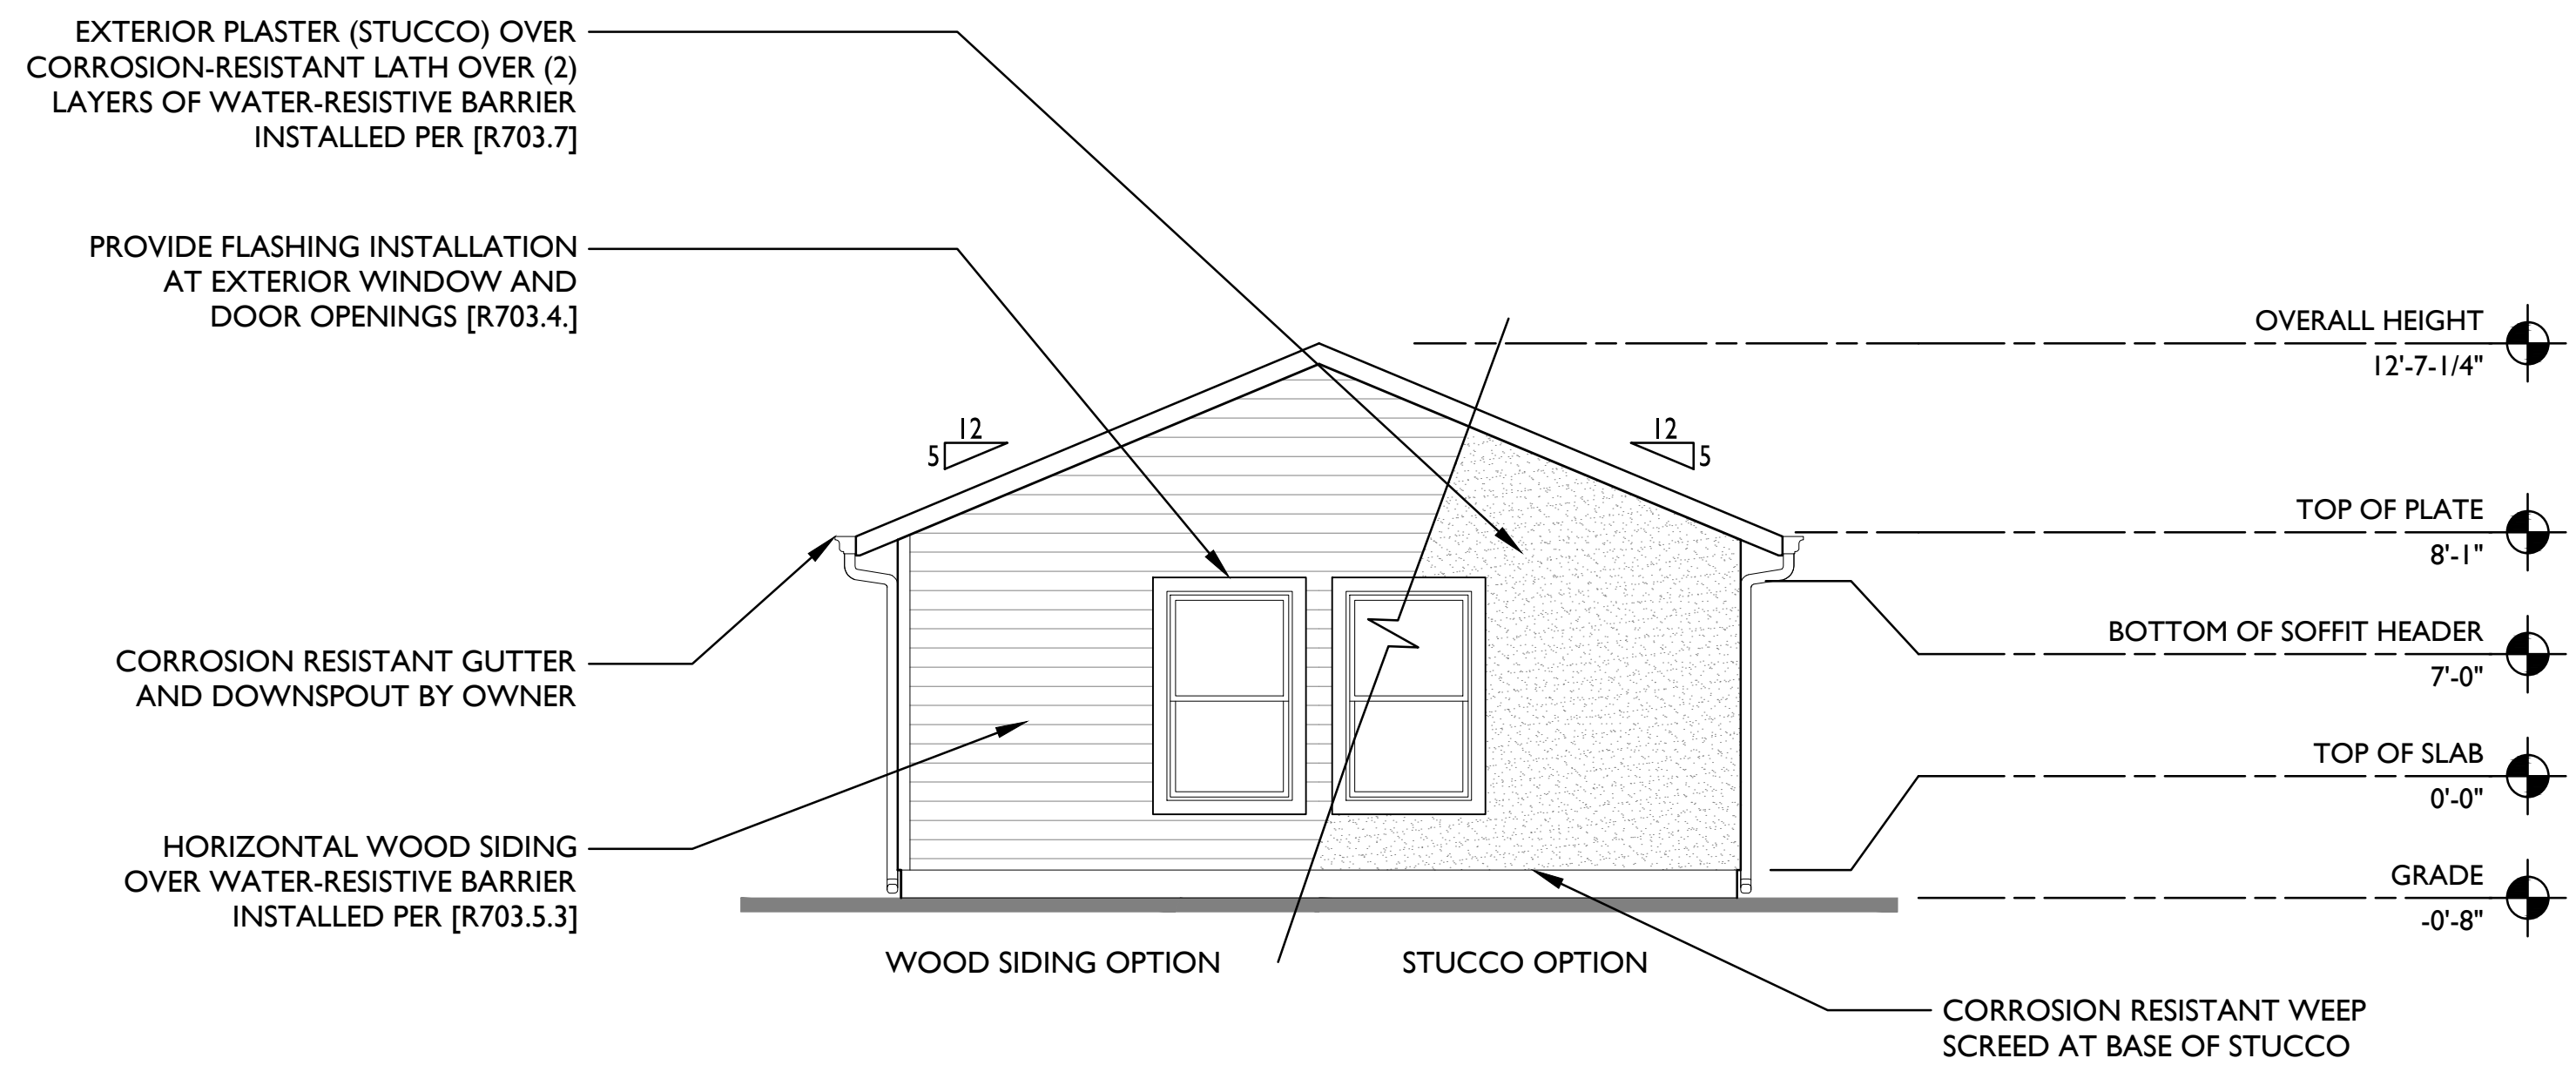 EXTERIOR PLASTER (STUCCO) OVER
CORROSION-RESISTANT LATH OVER (2)
LAYERS OF WATER-RESISTIVE BARRIER
INSTALLED PER [R703.7]
PROVIDE FLASHING INSTALLATION
AT EXTERIOR WINDOW AND
DOOR OPENINGS [R703.4.]
CORROSION RESISTANT GUTTER
AND DOWNSPOUT BY OWNER
HORIZONTAL WOOD SIDING
OVER WATER-RESISTIVE BARRIER
INSTALLED PER [R703.5.3]
12
5
12
5
OVERALL HEIGHT
12'-7-1/4"
TOP OF PLATE
8'-1"
BOTTOM OF SOFFIT HEADER
7'-0"
TOP OF SLAB
0'-0"
GRADE
-0'-8"
WOOD SIDING OPTION
STUCCO OPTION
CORROSION RESISTANT WEEP
SCREED AT BASE OF STUCCO